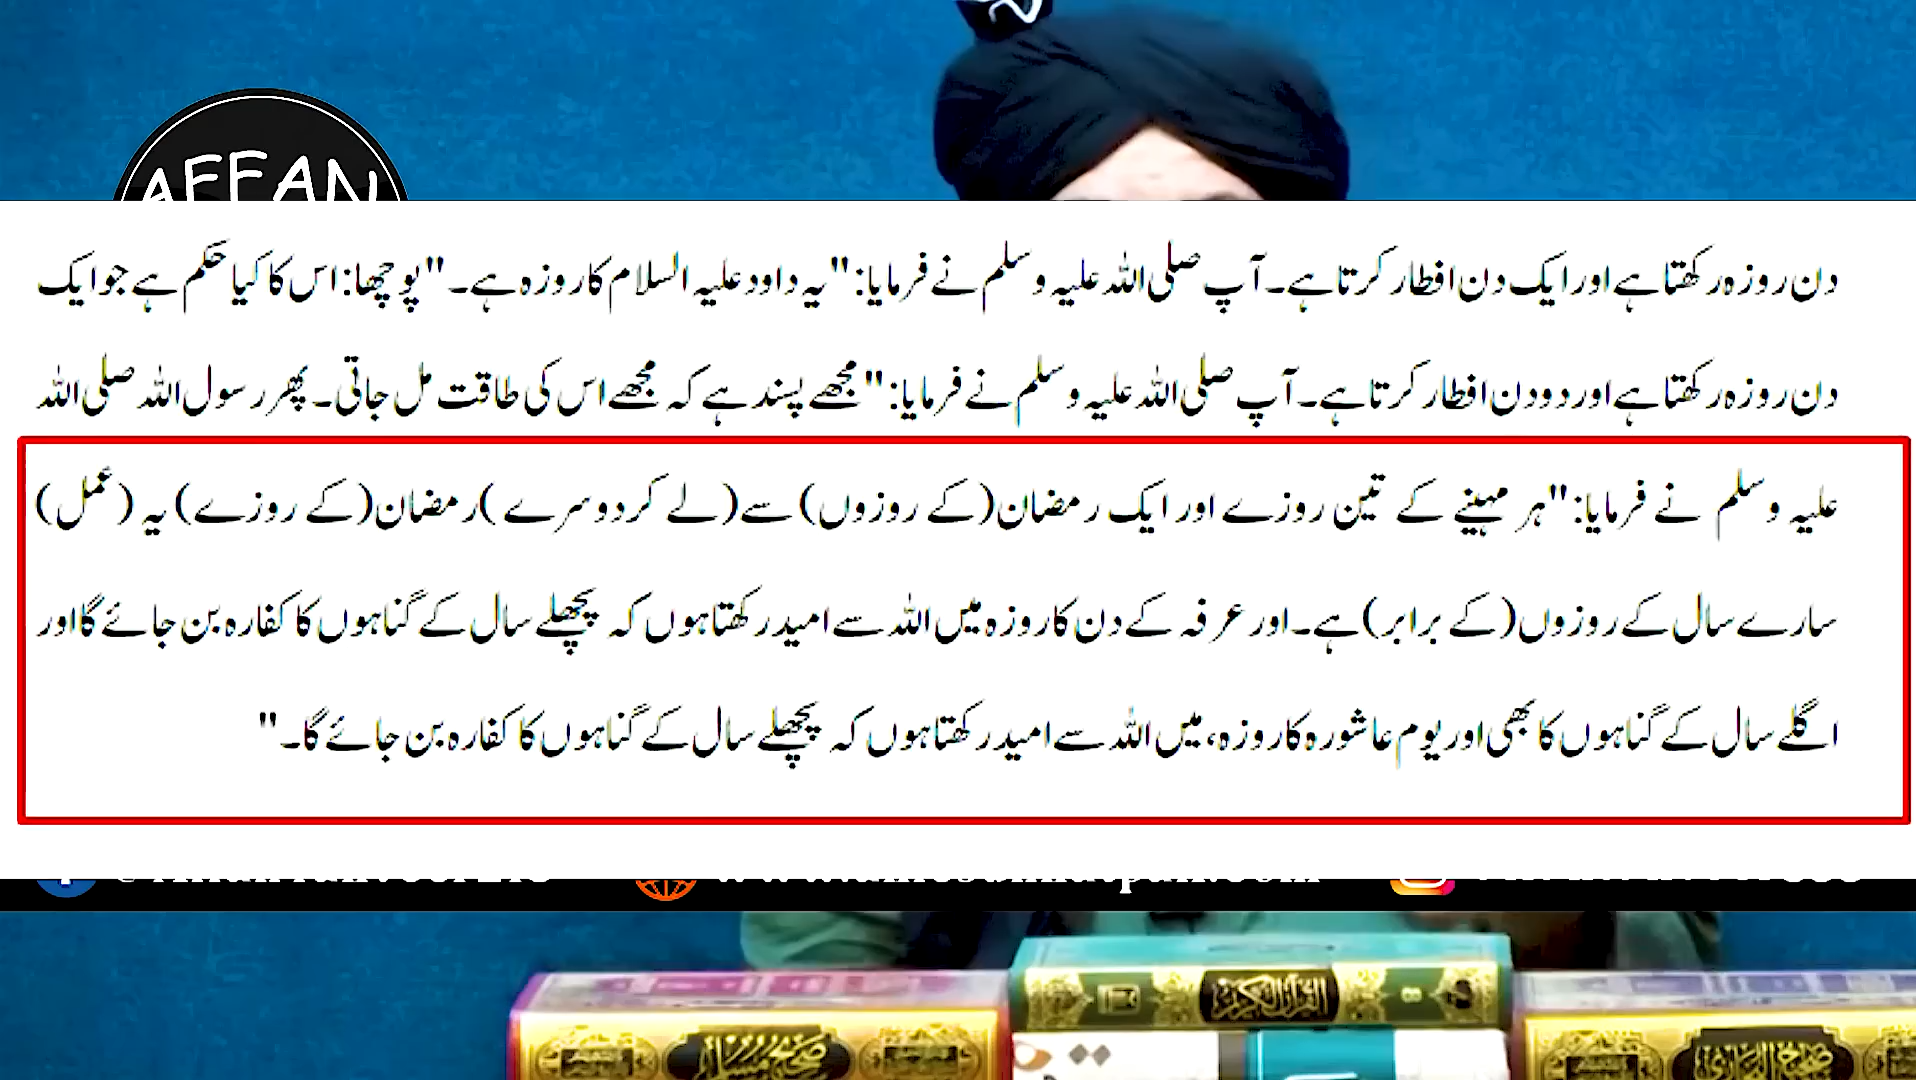 AFFAN
دن روزہ رکھتا ہے اور ایک دن افطار کرتا ہے۔ آپ صلی اللہ علیہ وسلم نے فرمایا: "یہ داود علیہ السلام کا روزہ ہے۔" پوچھا: اس کا کیا حکم ہے جو ایک
دن روزہ رکھتا ہے اور دو دن افطار کرتا ہے۔ آپ صلی اللہ علیہ وسلم نے فرمایا: "مجھے پسند ہے کہ مجھے اس کی طاقت مل جاتی۔ پھر رسول اللہ صلی اللہ
علیہ وسلم نے فرمایا: "ہر مہینے کے تین روزے اور ایک رمضان (کے روزوں) سے (لے کر دوسرے) رمضان (کے روزے) یہ (عمل)
سارے سال کے روزوں (کے برابر) ہے۔ اور عرفہ کے دن کا روزہ میں اللہ سے امید رکھتا ہوں کہ پچھلے سال کے گناہوں کا کفارہ بن جائے گا اور
اگلے سال کے گناہوں کا بھی اور یوم عاشورہ کا روزہ، میں اللہ سے امید رکھتا ہوں کہ پچھلے سال کے گناہوں کا کفارہ بن جائے گا۔"
القرآن الكريم 8
صحيح مسلم
صحيح البخاري